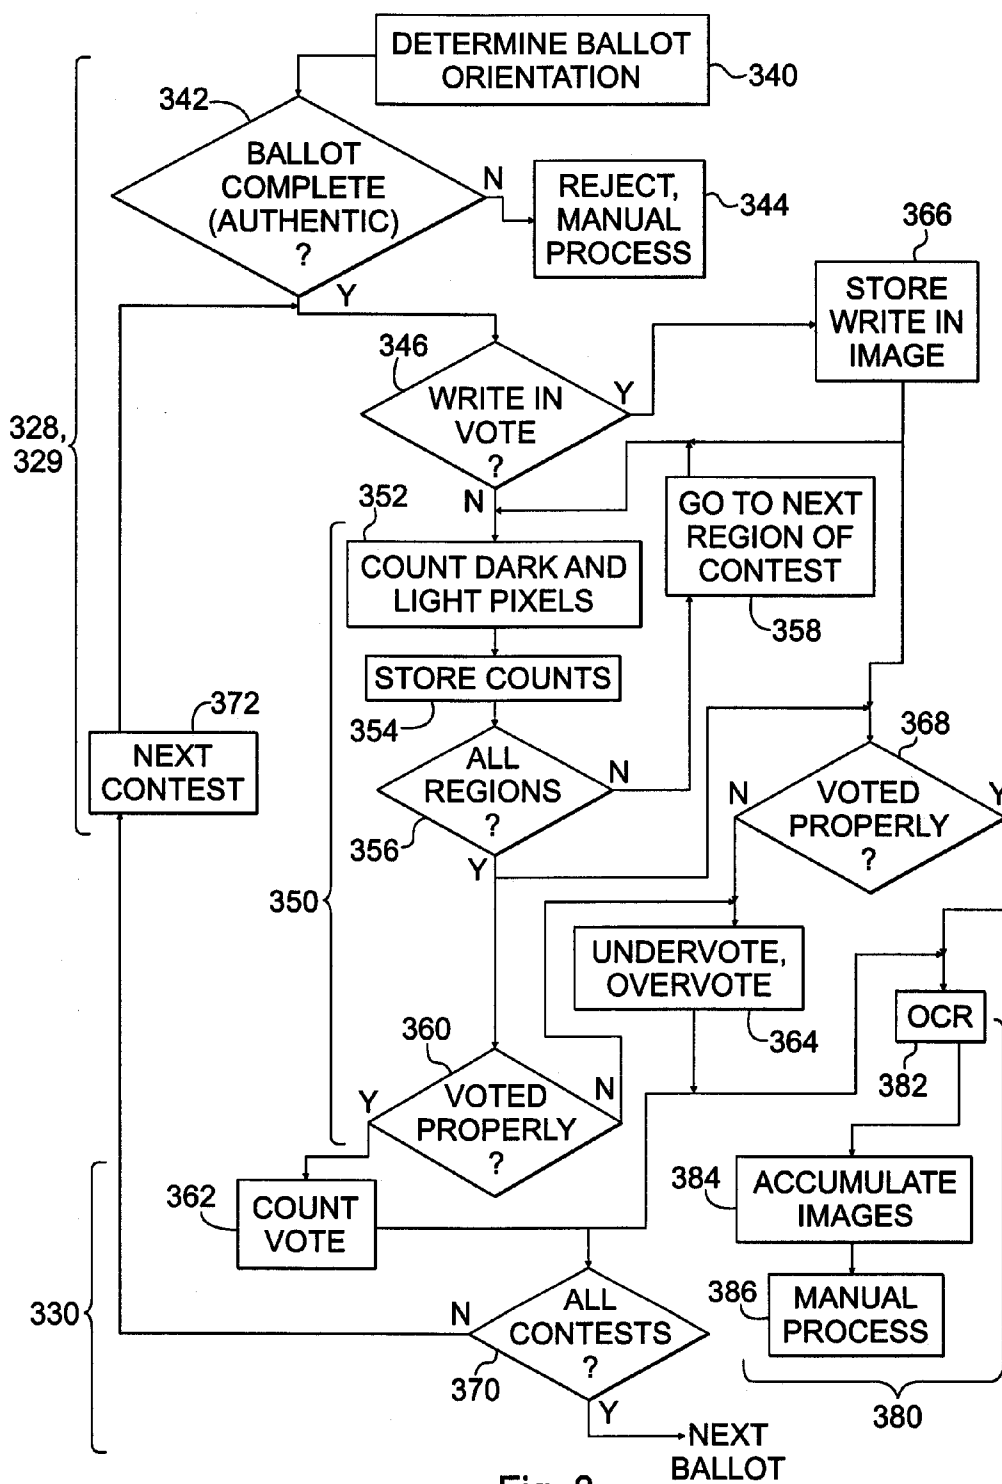 DETERMINE BALLOT
ORIENTATION
340
342
BALLOT
COMPLETE
(AUTHENTIC)
?
N
Y
REJECT,
MANUAL
PROCESS
344
366
STORE
WRITE IN
IMAGE
346
WRITE IN
VOTE
?
Y
N
328,
329
352
COUNT DARK AND
LIGHT PIXELS
GO TO NEXT
REGION OF
CONTEST
358
STORE COUNTS
354
372
NEXT
CONTEST
ALL
REGIONS
?
N
Y
356
368
VOTED
PROPERLY
?
N
Y
350
UNDERVOTE,
OVERVOTE
364
OCR
382
360
VOTED
PROPERLY
?
Y
N
362
COUNT
VOTE
384
ACCUMULATE
IMAGES
386
MANUAL
PROCESS
380
330
ALL
CONTESTS
?
N
Y
370
NEXT
BALLOT